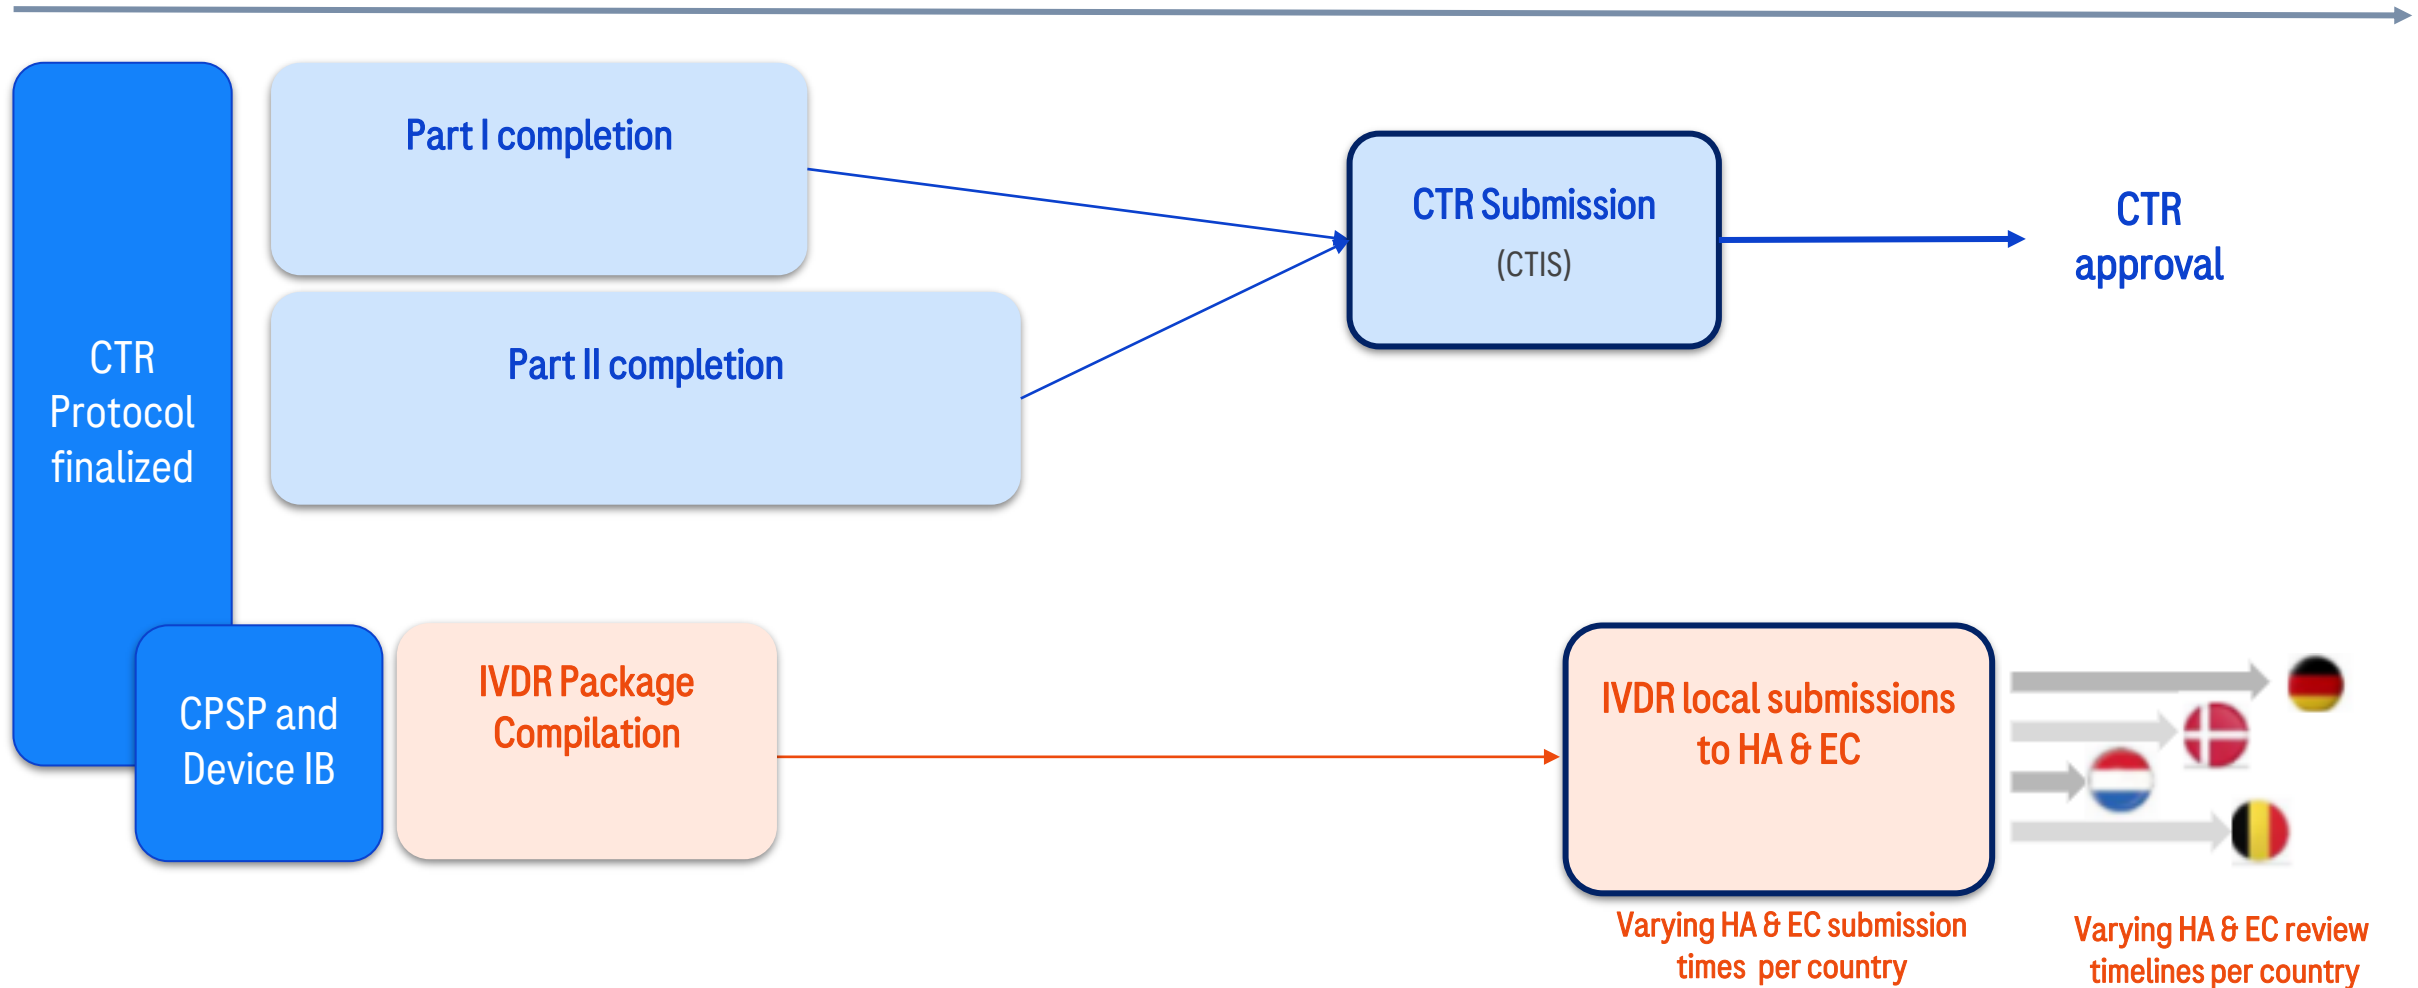 Part I completion
CTR Submission
(CTIS)
CTR
approval
Part II completion
CTR
Protocol
finalized
CPSP and
Device IB
IVDR Package
Compilation
IVDR local submissions
to HA & EC
Varying HA & EC submission
times per country
Varying HA & EC review
timelines per country